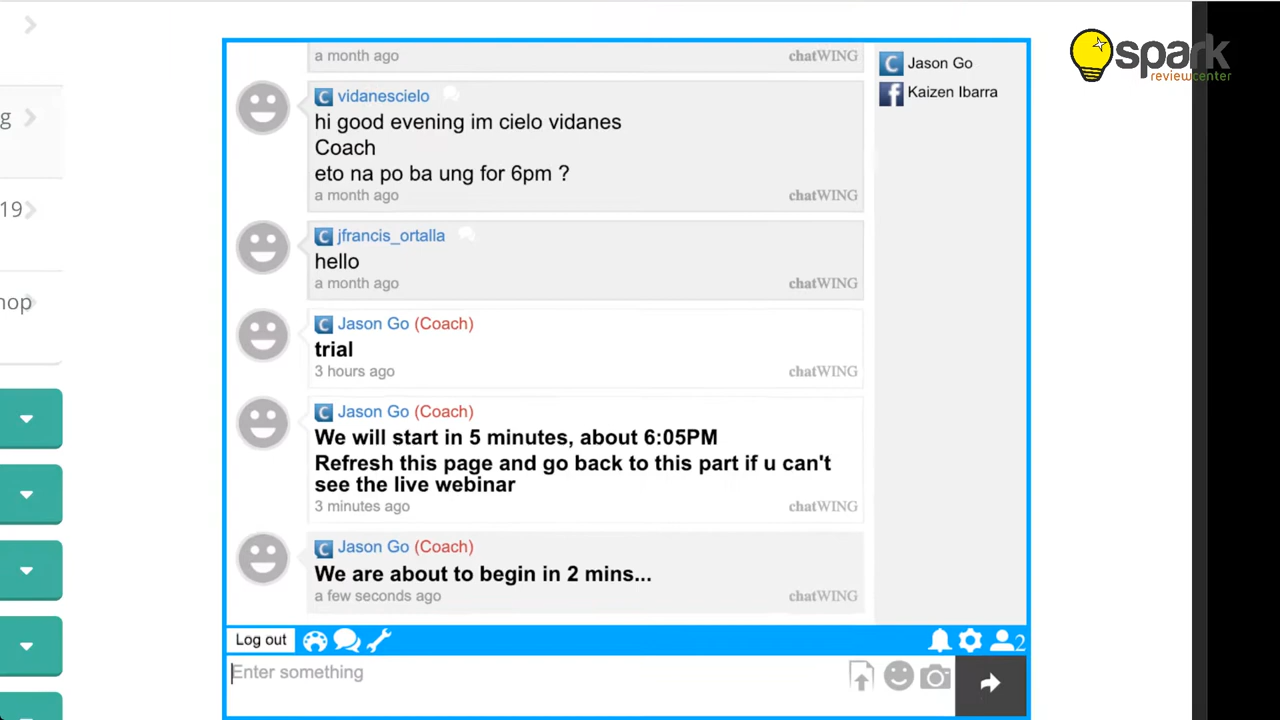 a month ago chatWING
C vidanescielo
hi good evening im cielo vidanes
Coach
eto na po ba ung for 6pm ?
a month ago chatWING
C jfrancis_ortalla
hello
a month ago chatWING
C Jason Go (Coach)
trial
3 hours ago chatWING
C Jason Go (Coach)
We will start in 5 minutes, about 6:05PM
Refresh this page and go back to this part if u can't
see the live webinar
3 minutes ago chatWING
C Jason Go (Coach)
We are about to begin in 2 mins...
a few seconds ago chatWING
Log out 2
Enter something
C Jason Go
f Kaizen Ibarra
spark
reviewcenter
g
19
hop